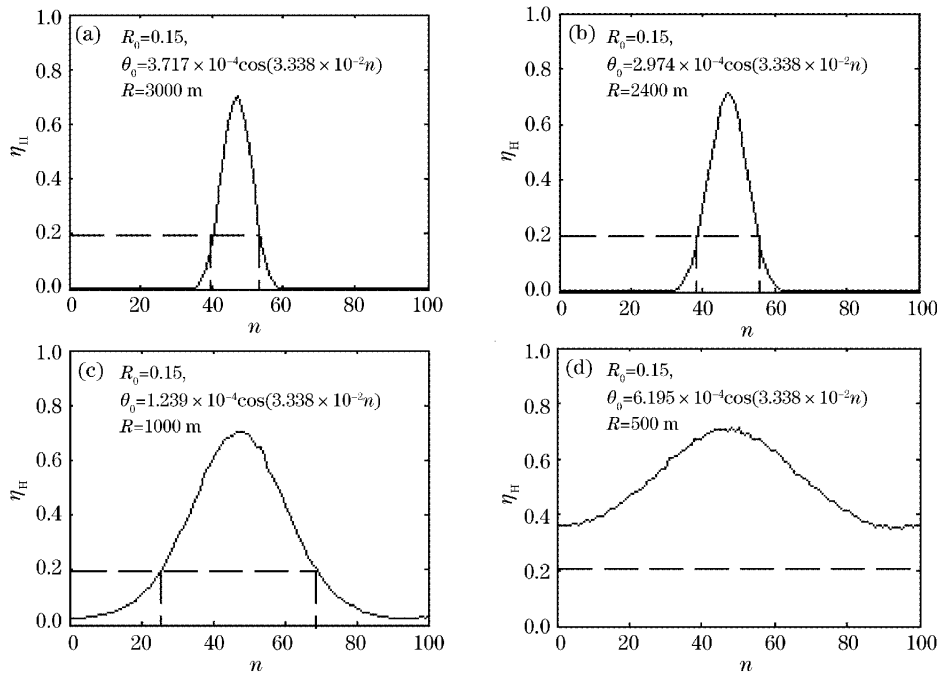 1.0
(a)
R₀=0.15,
θ₀=3.717×10⁻⁴cos(3.338×10⁻²n)
R=3000 m
0.8
0.6
η_H
0.4
0.2
0.0
0 20 40 60 80 100
n
1.0
(b)
R₀=0.15,
θ₀=2.974×10⁻⁴cos(3.338×10⁻²n)
R=2400 m
0.8
0.6
η_H
0.4
0.2
0.0
0 20 40 60 80 100
n
1.0
(c)
R₀=0.15,
θ₀=1.239×10⁻⁴cos(3.338×10⁻²n)
R=1000 m
0.8
0.6
η_H
0.4
0.2
0.0
0 20 40 60 80 100
n
1.0
(d)
R₀=0.15,
θ₀=6.195×10⁻⁴cos(3.338×10⁻²n)
R=500 m
0.8
0.6
η_H
0.4
0.2
0.0
0 20 40 60 80 100
n